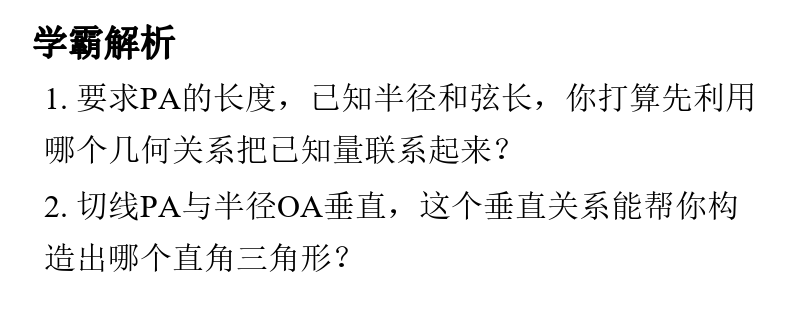 学霸解析
1. 要求PA的长度，已知半径和弦长，你打算先利用
哪个几何关系把已知量联系起来？
2. 切线PA与半径OA垂直，这个垂直关系能帮你构
造出哪个直角三角形？